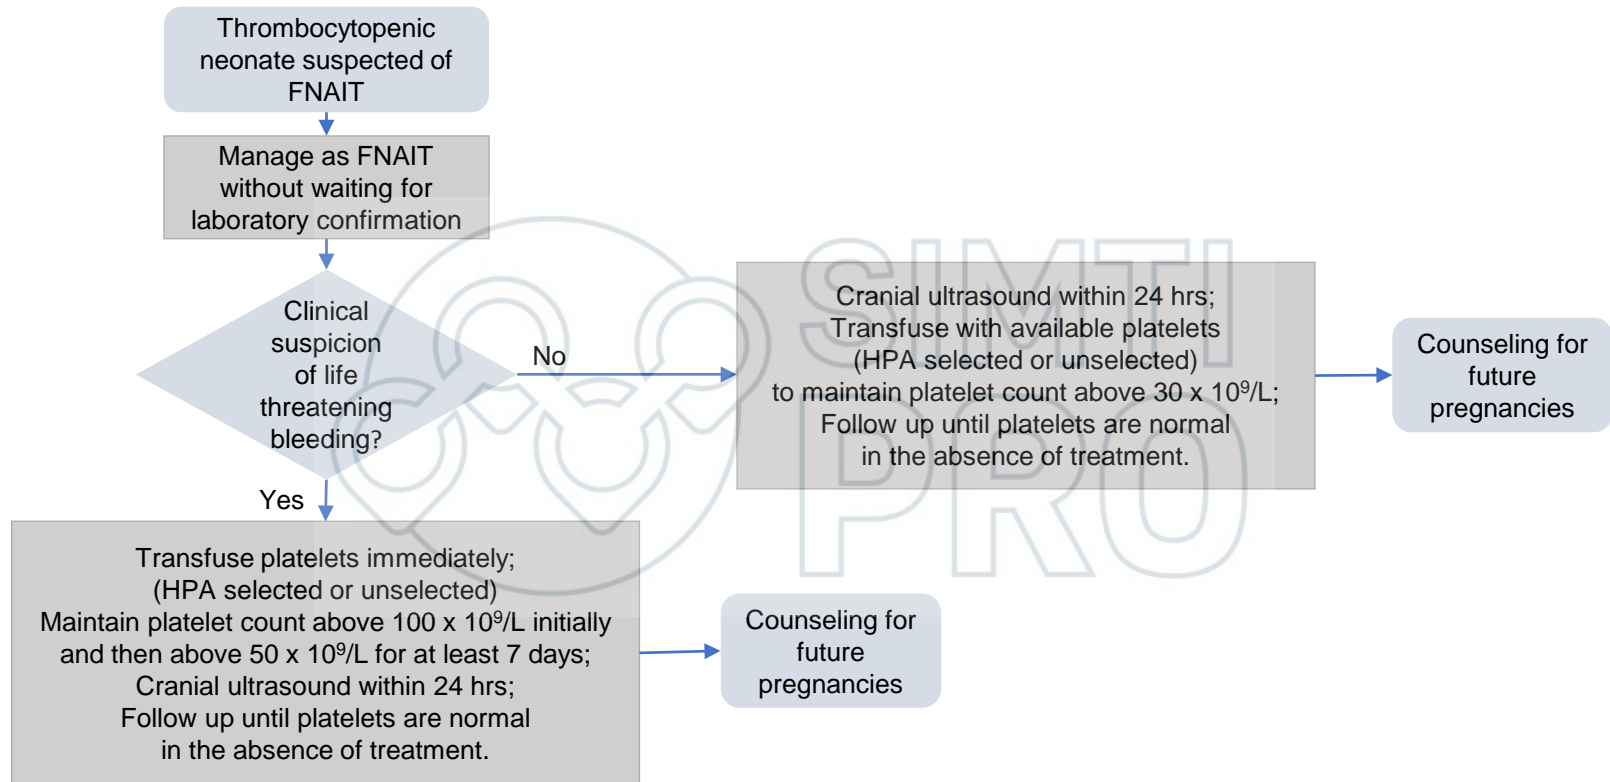 Thrombocytopenic
neonate suspected of
FNAIT
Manage as FNAIT
without waiting for
laboratory confirmation
Clinical
suspicion
of life
threatening
bleeding?
No
Cranial ultrasound within 24 hrs;
Transfuse with available platelets
(HPA selected or unselected)
to maintain platelet count above 30 x 10⁹/L;
Follow up until platelets are normal
in the absence of treatment.
Counseling for
future
pregnancies
Yes
Transfuse platelets immediately;
(HPA selected or unselected)
Maintain platelet count above 100 x 10⁹/L initially
and then above 50 x 10⁹/L for at least 7 days;
Cranial ultrasound within 24 hrs;
Follow up until platelets are normal
in the absence of treatment.
Counseling for
future
pregnancies
SIMTI
PRO